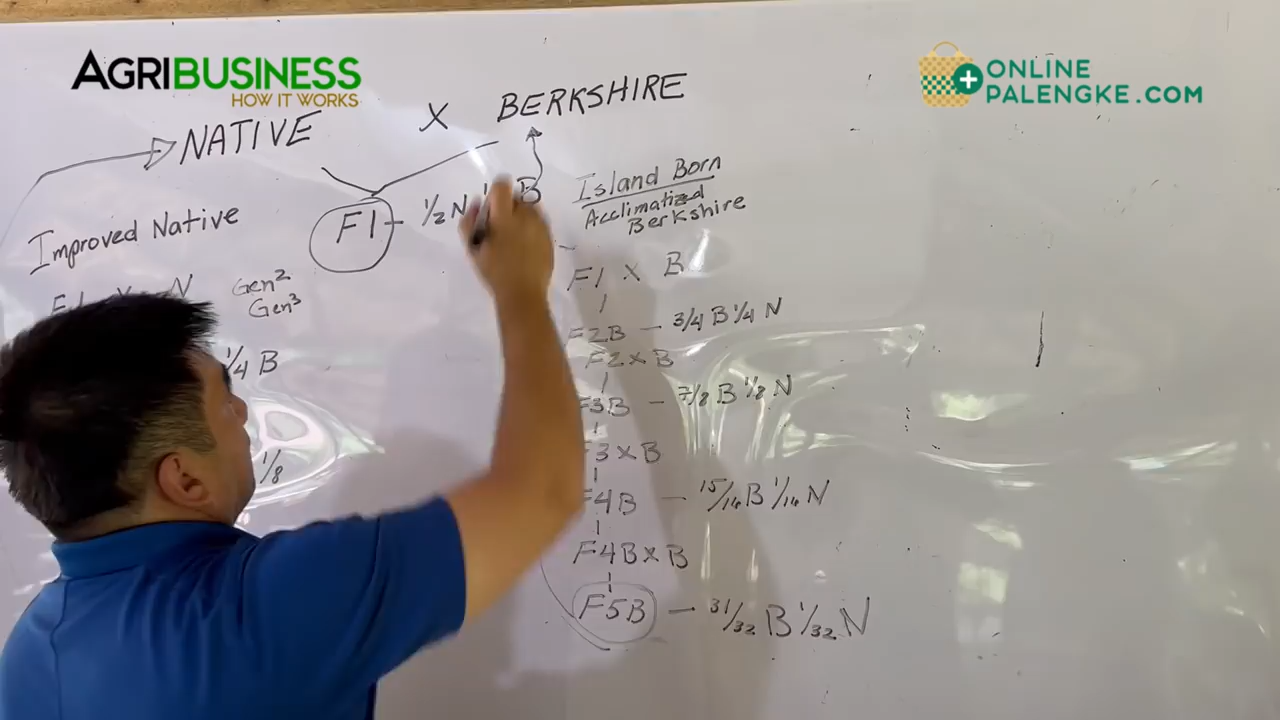 AGRIBUSINESS
HOW IT WORKS
ONLINE
PALENGKE.COM
NATIVE X BERKSHIRE
F1 - 1/2 N B
Improved Native
N Gen2
Gen3
1/4 B
1/8
Island Born
Acclimatized
Berkshire
F1 X B
F2B - 3/4 B 1/4 N
F2 X B
F3B - 7/8 B 1/8 N
F3 X B
F4B - 15/16 B 1/16 N
F4B X B
F5B - 31/32 B 1/32 N